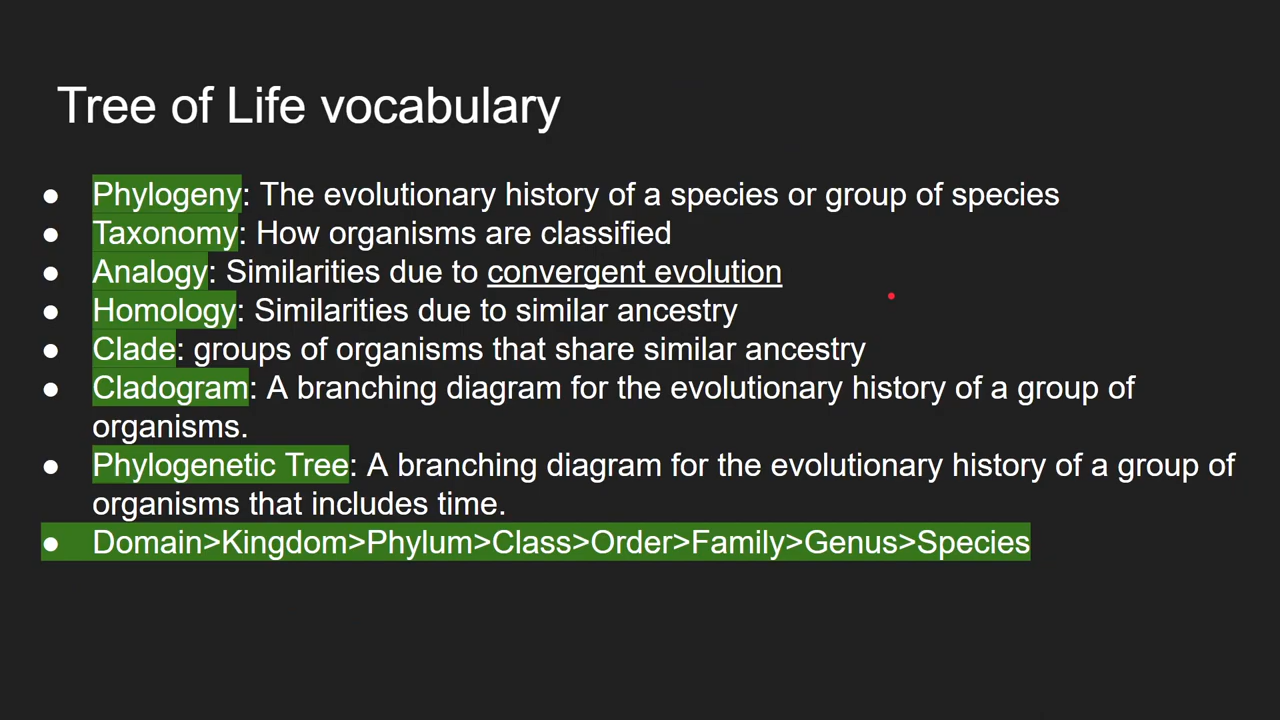 Tree of Life vocabulary
● Phylogeny: The evolutionary history of a species or group of species
● Taxonomy: How organisms are classified
● Analogy: Similarities due to convergent evolution
● Homology: Similarities due to similar ancestry
● Clade: groups of organisms that share similar ancestry
● Cladogram: A branching diagram for the evolutionary history of a group of
organisms.
● Phylogenetic Tree: A branching diagram for the evolutionary history of a group of
organisms that includes time.
● Domain>Kingdom>Phylum>Class>Order>Family>Genus>Species